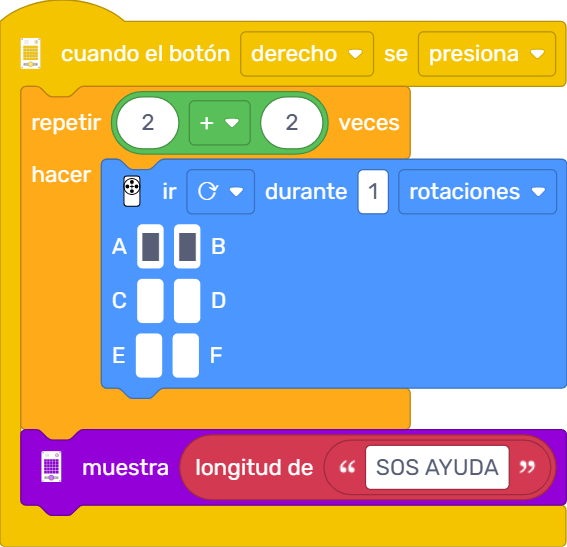 cuando el botón derecho se presiona
repetir 2 + 2 veces
hacer
ir durante 1 rotaciones
A B
C D
E F
muestra longitud de “ SOS AYUDA ”